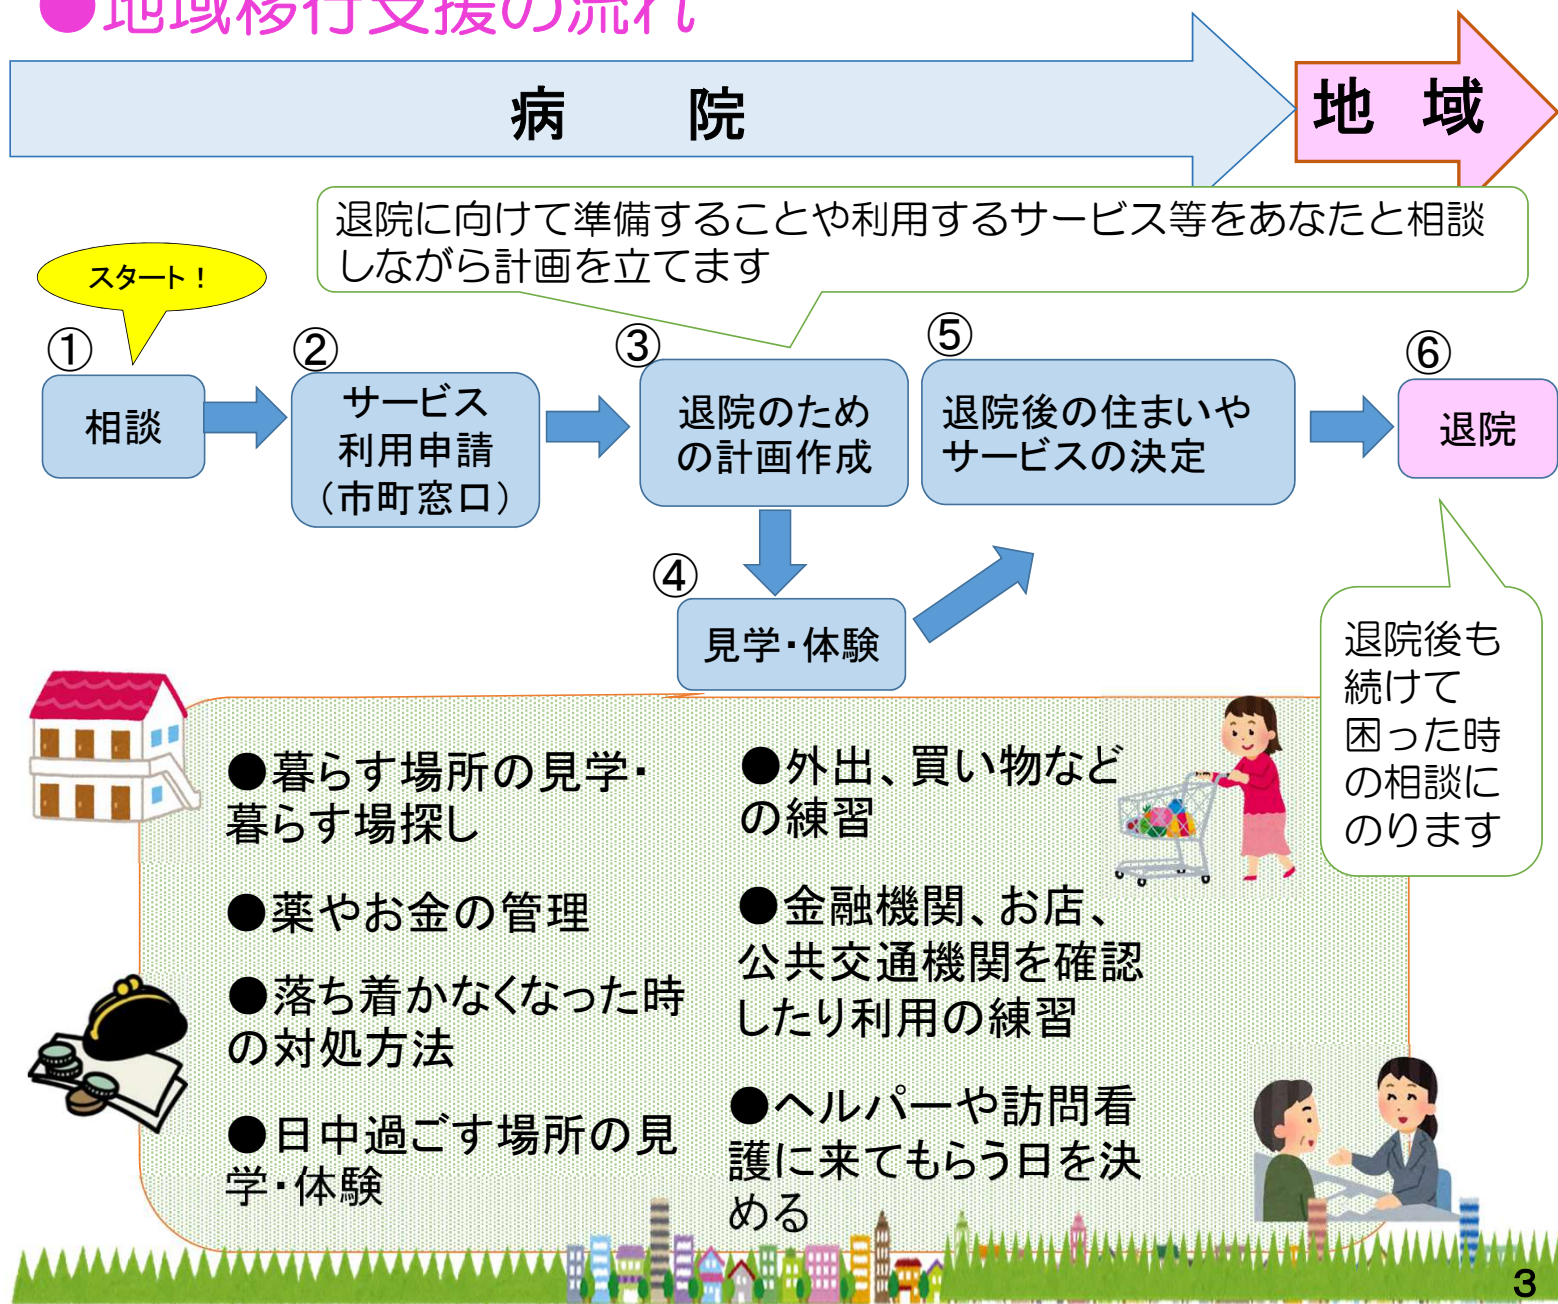 ●地域移行支援の流れ
病　院
地　域
退院に向けて準備することや利用するサービス等をあなたと相談
しながら計画を立てます
スタート！
①
相談
②
サービス
利用申請
（市町窓口）
③
退院のため
の計画作成
④
見学・体験
⑤
退院後の住まいや
サービスの決定
⑥
退院
退院後も
続けて
困った時
の相談に
のります
●暮らす場所の見学・
暮らす場探し
●薬やお金の管理
●落ち着かなくなった時
の対処方法
●日中過ごす場所の見
学・体験
●外出、買い物など
の練習
●金融機関、お店、
公共交通機関を確認
したり利用の練習
●ヘルパーや訪問看
護に来てもらう日を決
める
3